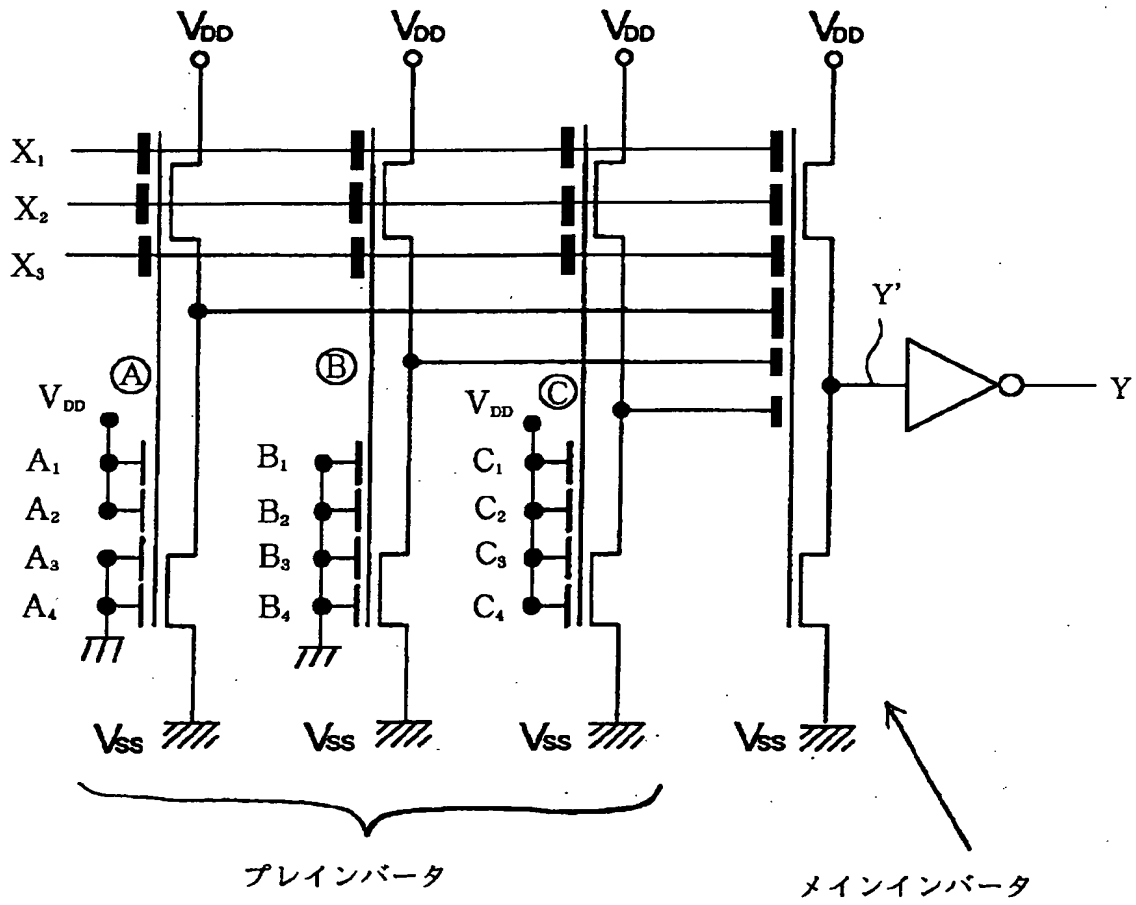 VDD VDD VDD VDD
X₁
X₂
X₃
Y'
Ⓐ Ⓑ Ⓒ
VDD VDD
Y
A₁ B₁ C₁
A₂ B₂ C₂
A₃ B₃ C₃
A₄ B₄ C₄
VSS VSS VSS VSS
プレインバータ
メインインバータ